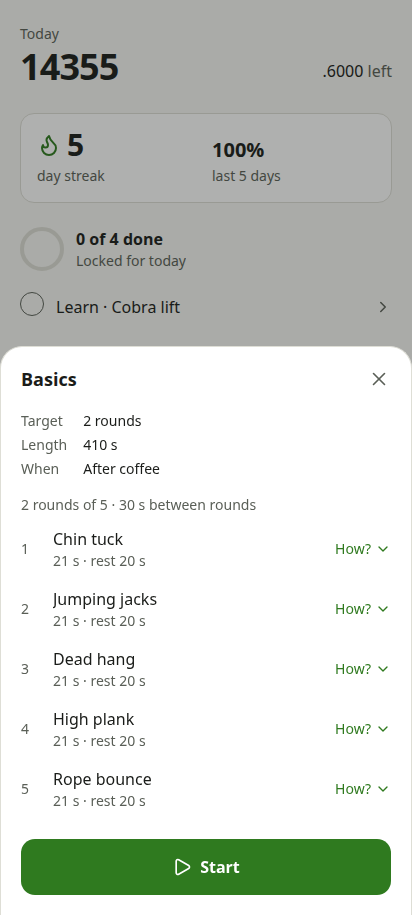 Today
14355
.6000 left
5
day streak
100%
last 5 days
0 of 4 done
Locked for today
Learn · Cobra lift
Basics
Target 2 rounds
Length 410 s
When After coffee
2 rounds of 5 · 30 s between rounds
1 Chin tuck How?
21 s · rest 20 s
2 Jumping jacks How?
21 s · rest 20 s
3 Dead hang How?
21 s · rest 20 s
4 High plank How?
21 s · rest 20 s
5 Rope bounce How?
21 s · rest 20 s
Start